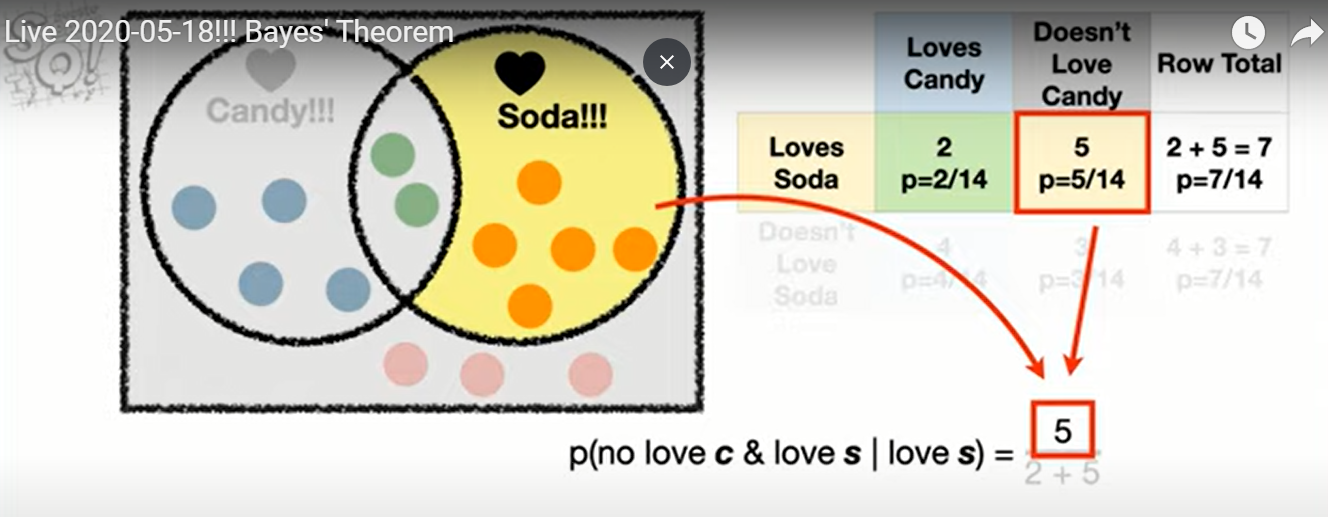 Live 2020-05-18!!! Bayes' Theorem
Candy!!!
Soda!!!
Loves Candy
Doesn't Love Candy
Row Total
Loves Soda
2
p=2/14
5
p=5/14
2 + 5 = 7
p=7/14
Doesn't Love Soda
4
p=4/14
3
p=3/14
4 + 3 = 7
p=7/14
p(no love c & love s | love s) =
5
2 + 5